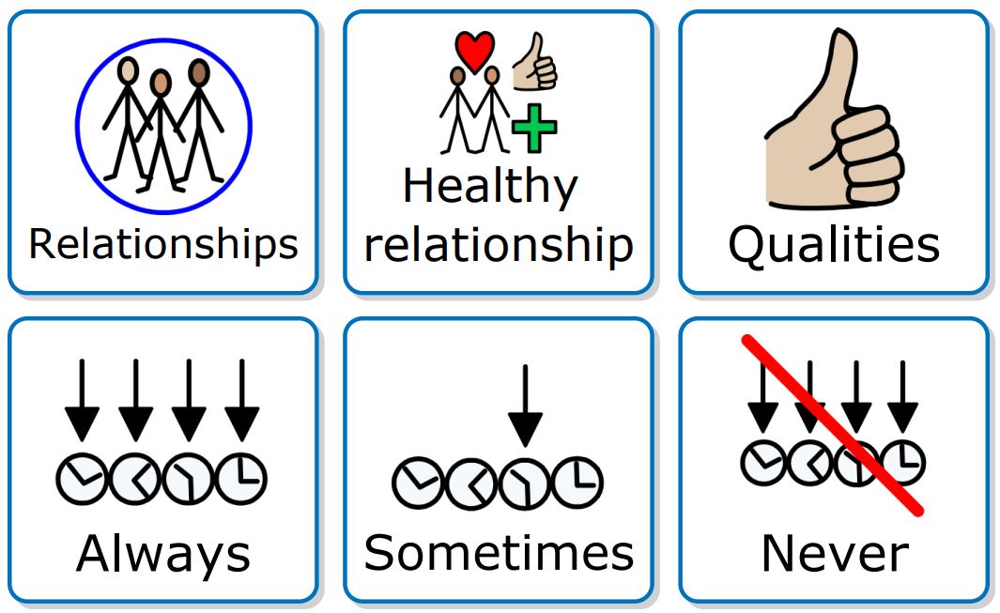 Relationships
Healthy
relationship
Qualities
Always
Sometimes
Never